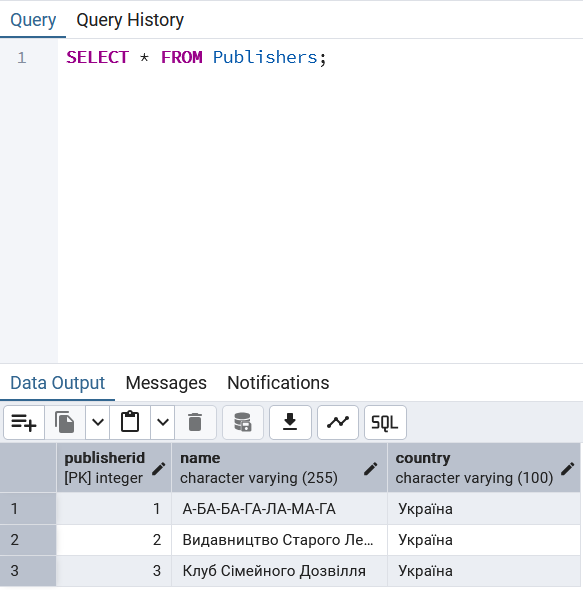 Query Query History
1 SELECT * FROM Publishers;
Data Output Messages Notifications
SQL
publisherid name country
[PK] integer character varying (255) character varying (100)
1 1 А-БА-БА-ГА-ЛА-МА-ГА Україна
2 2 Видавництво Старого Ле... Україна
3 3 Клуб Сімейного Дозвілля Україна